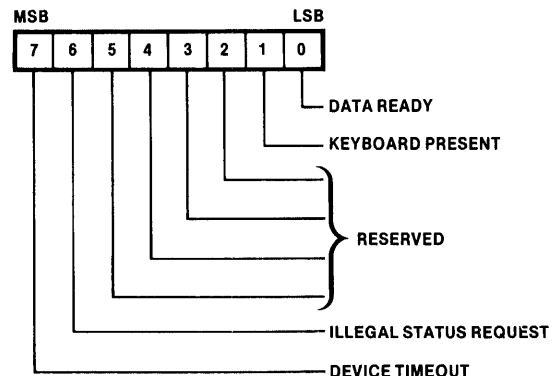 MSB LSB
7 6 5 4 3 2 1 0
DATA READY
KEYBOARD PRESENT
RESERVED
ILLEGAL STATUS REQUEST
DEVICE TIMEOUT